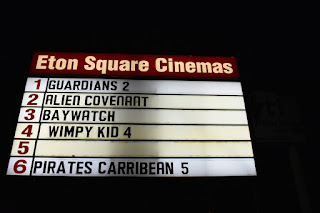 Eton Square Cinemas
1 GUARDIANS 2
2 ALIEN COVENANT
3 BAYWATCH
4 WIMPY KID 4
5
6 PIRATES CARRIBEAN 5